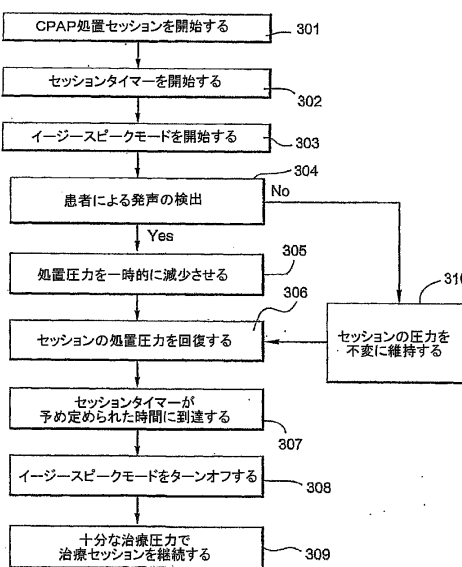 CPAP処置セッションを開始する
301
セッションタイマーを開始する
302
イージースピークモードを開始する
303
304
患者による発声の検出
No
Yes
処置圧力を一時的に減少させる
305
306
310
セッションの処置圧力を回復する
セッションの圧力を
不変に維持する
セッションタイマーが
予め定められた時間に到達する
307
イージースピークモードをターンオフする
308
十分な治療圧力で
治療セッションを継続する
309